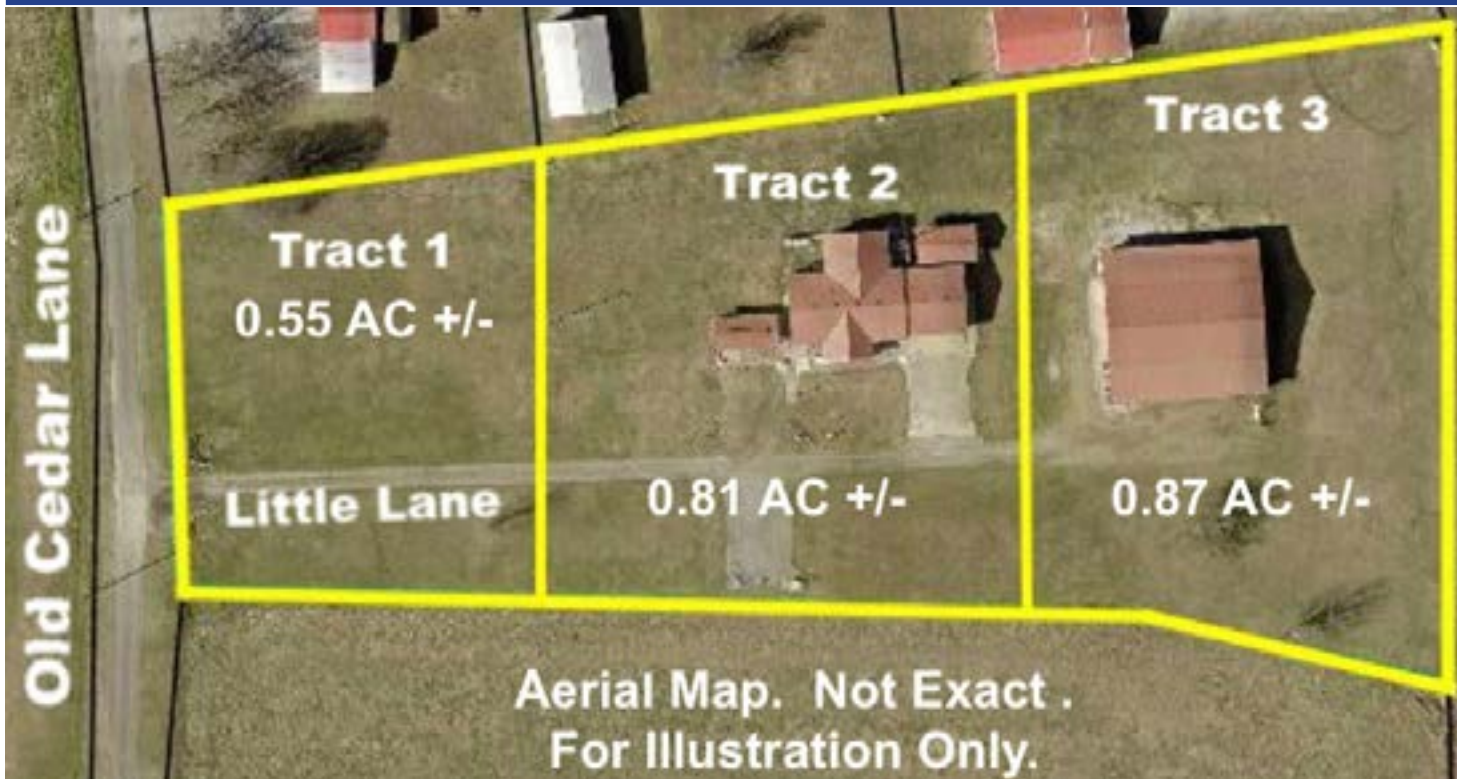 Old Cedar Lane
Tract 1
0.55 AC +/-
Little Lane
Tract 2
0.81 AC +/-
Tract 3
0.87 AC +/-
Aerial Map. Not Exact .
For Illustration Only.